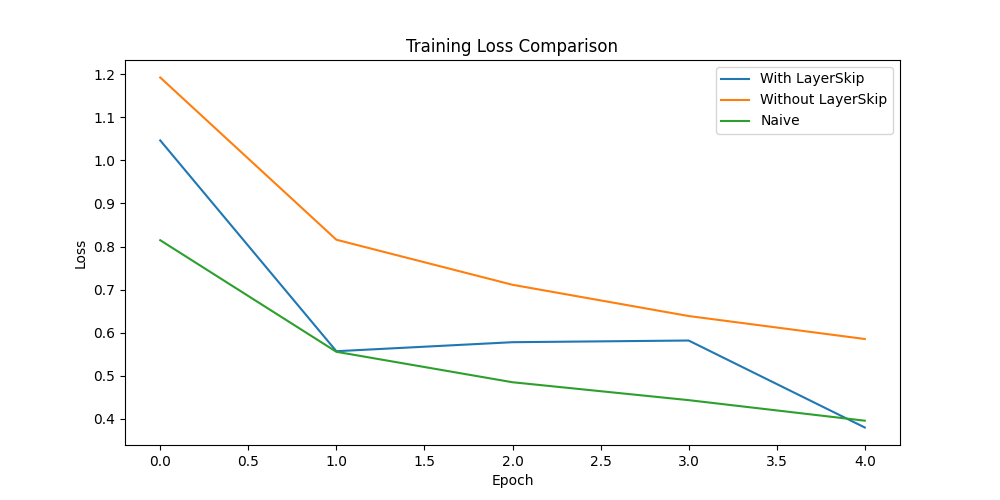 Training Loss Comparison
With LayerSkip
Without LayerSkip
Naive
1.2
1.1
1.0
0.9
0.8
0.7
0.6
0.5
0.4
Loss
0.0 0.5 1.0 1.5 2.0 2.5 3.0 3.5 4.0
Epoch